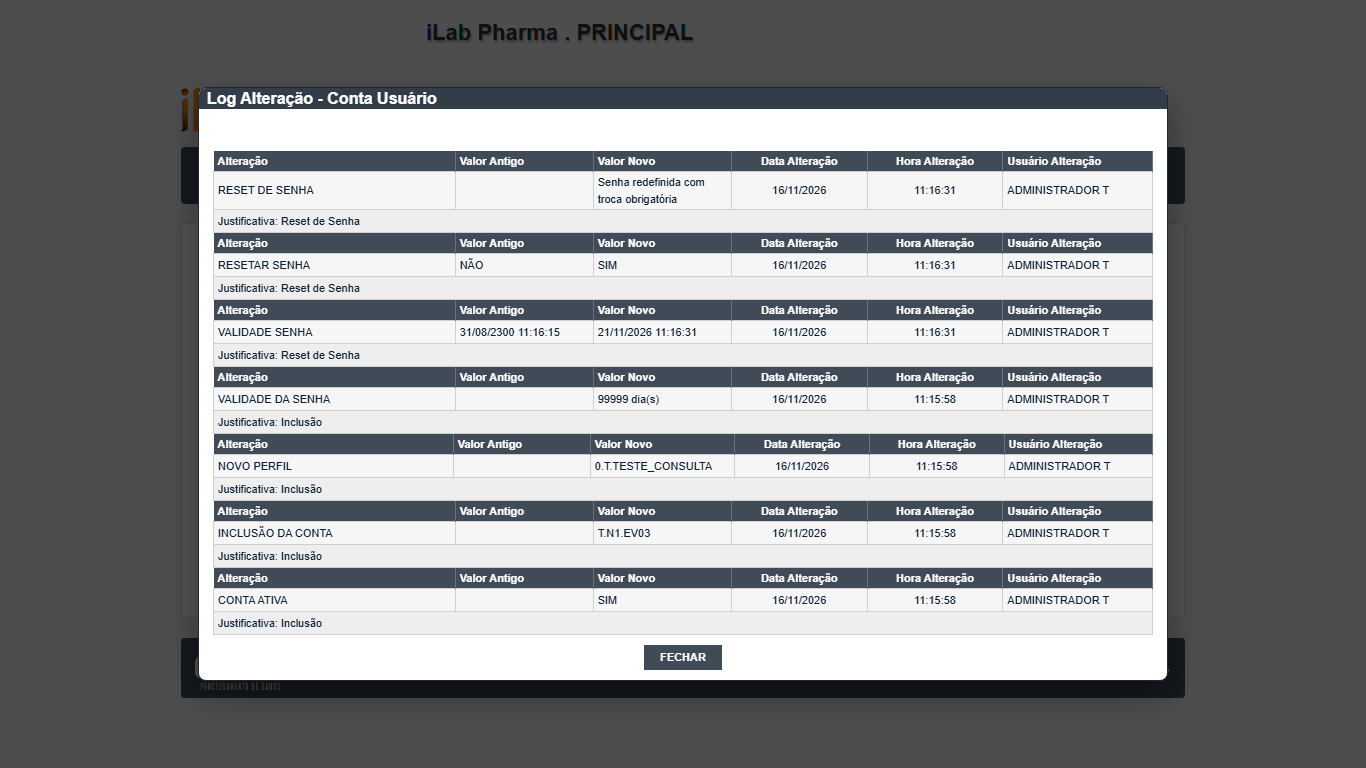 iLab Pharma . PRINCIPAL
Log Alteração - Conta Usuário
Alteração Valor Antigo Valor Novo Data Alteração Hora Alteração Usuário Alteração
RESET DE SENHA Senha redefinida com troca obrigatória 16/11/2026 11:16:31 ADMINISTRADOR T
Justificativa: Reset de Senha
Alteração Valor Antigo Valor Novo Data Alteração Hora Alteração Usuário Alteração
RESETAR SENHA NÃO SIM 16/11/2026 11:16:31 ADMINISTRADOR T
Justificativa: Reset de Senha
Alteração Valor Antigo Valor Novo Data Alteração Hora Alteração Usuário Alteração
VALIDADE SENHA 31/08/2300 11:16:15 21/11/2026 11:16:31 16/11/2026 11:16:31 ADMINISTRADOR T
Justificativa: Reset de Senha
Alteração Valor Antigo Valor Novo Data Alteração Hora Alteração Usuário Alteração
VALIDADE DA SENHA 99999 dia(s) 16/11/2026 11:15:58 ADMINISTRADOR T
Justificativa: Inclusão
Alteração Valor Antigo Valor Novo Data Alteração Hora Alteração Usuário Alteração
NOVO PERFIL 0.T.TESTE_CONSULTA 16/11/2026 11:15:58 ADMINISTRADOR T
Justificativa: Inclusão
Alteração Valor Antigo Valor Novo Data Alteração Hora Alteração Usuário Alteração
INCLUSÃO DA CONTA T.N1.EV03 16/11/2026 11:15:58 ADMINISTRADOR T
Justificativa: Inclusão
Alteração Valor Antigo Valor Novo Data Alteração Hora Alteração Usuário Alteração
CONTA ATIVA SIM 16/11/2026 11:15:58 ADMINISTRADOR T
Justificativa: Inclusão
FECHAR
PROCESSAMENTO DE DADOS